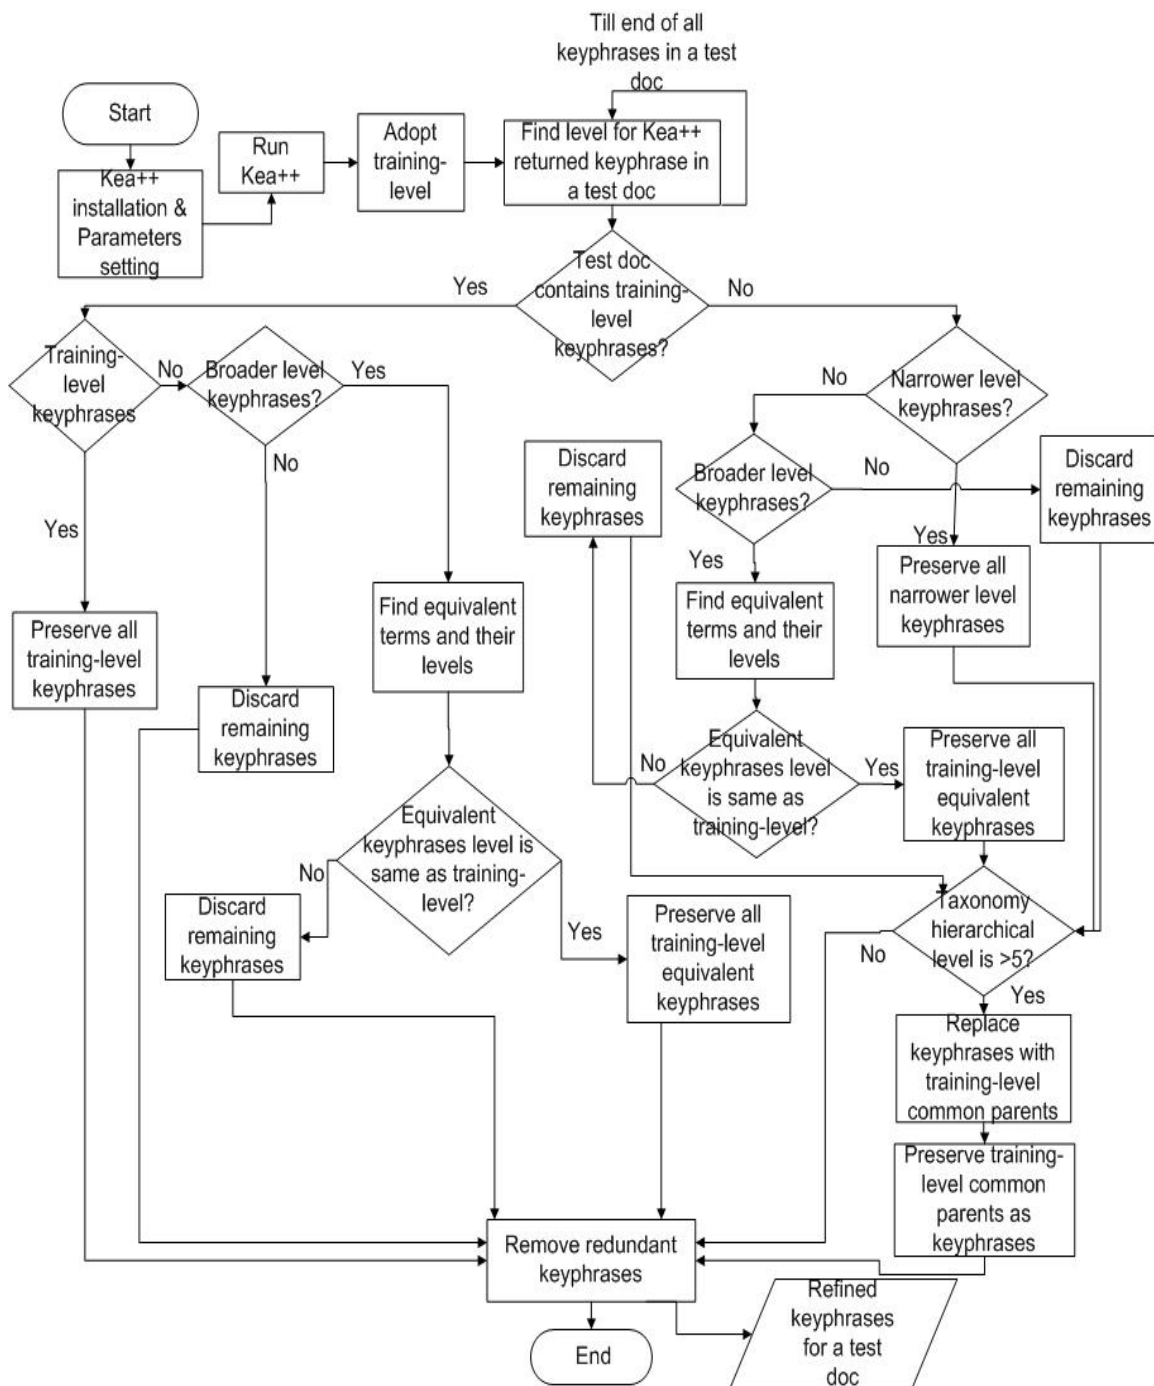 Till end of all
keyphrases in a test
doc
Start
Run
Kea++
Adopt
training-
level
Find level for Kea++
returned keyphrase in
a test doc
Kea++
installation &
Parameters
setting
Yes
Test doc
contains training-
level
keyphrases?
No
Training-
level
keyphrases
No
Broader level
keyphrases?
Yes
No
Narrower level
keyphrases?
Discard
remaining
keyphrases
Broader level
keyphrases?
No
Discard
remaining
keyphrases
No
Yes
Yes
Yes
Preserve all
narrower level
keyphrases
Find equivalent
terms and their
levels
Find equivalent
terms and their
levels
Preserve all
training-level
keyphrases
Discard
remaining
keyphrases
No
Equivalent
keyphrases level
is same as
training-level?
Yes
Preserve all
training-level
equivalent
keyphrases
Equivalent
keyphrases level is
same as training-
level?
No
Discard
remaining
keyphrases
Yes
Preserve all
training-level
equivalent
keyphrases
Taxonomy
hierarchical
level is >5?
No
Yes
Replace
keyphrases with
training-level
common parents
Preserve training-
level common
parents as
keyphrases
Remove redundant
keyphrases
Refined
keyphrases
for a test
doc
End